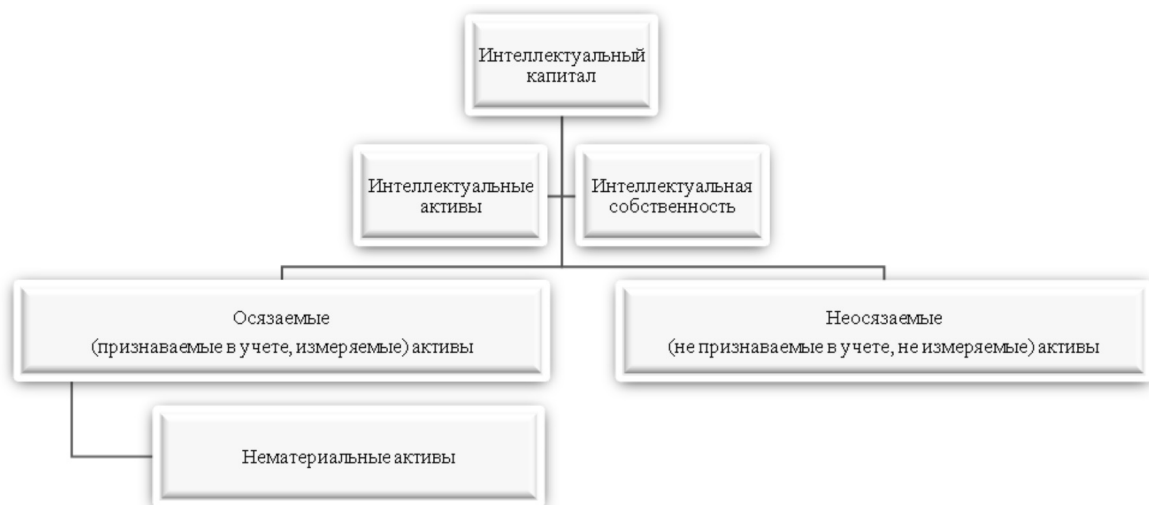 Интеллектуальный
капитал
Интеллектуальные
активы
Интеллектуальная
собственность
Осязаемые
(признаваемые в учете, измеряемые) активы
Неосязаемые
(не признаваемые в учете, не измеряемые) активы
Нематериальные активы